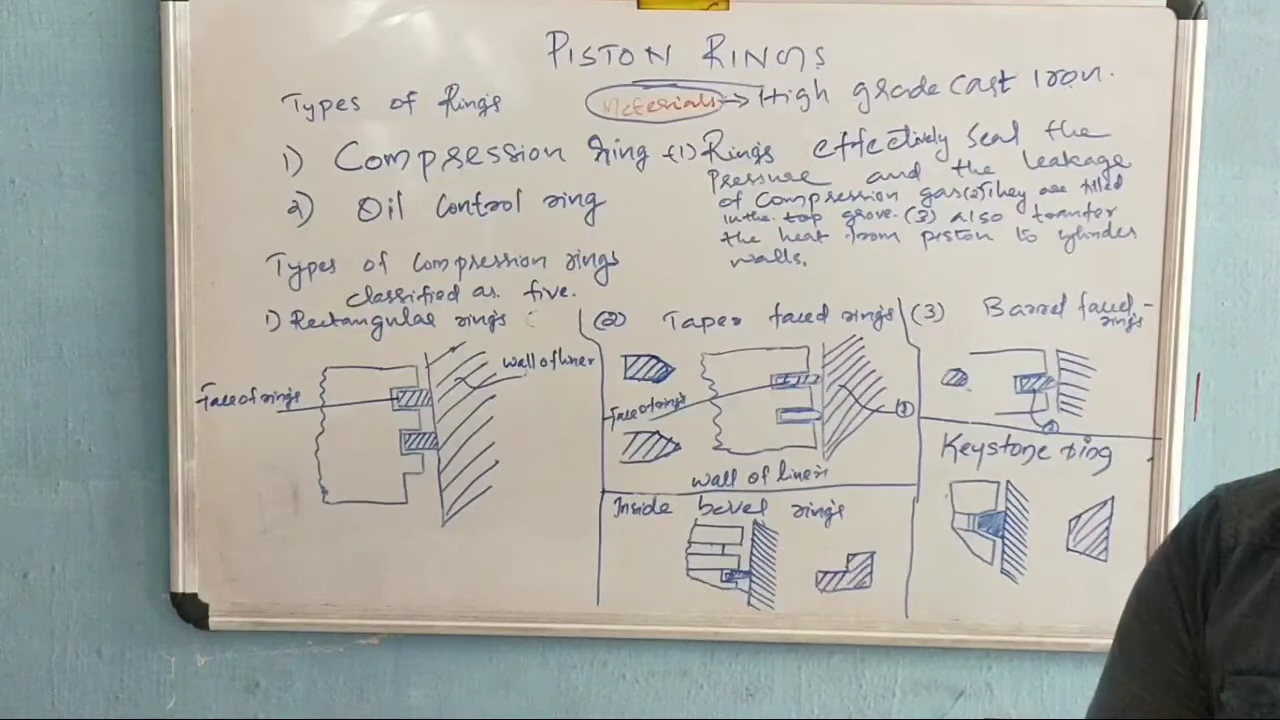 PISTON RINGS
Types of Rings
Materials → High grade cast Iron.
1) Compression ring → (1) Rings effectively seal the
Pressure and the Leakage
of compression gas (2) They are fitted
in the top grove. (3) also transfer
the heat from piston to cylinder
walls.
2) Oil control ring
Types of Compression rings
classified as five.
1) Rectangular rings
Face of rings
wall of liner
(2) Taper faced rings
Face of rings
(1)
wall of liner
(3) Barrel faced
rings
Inside bevel rings
Keystone ring